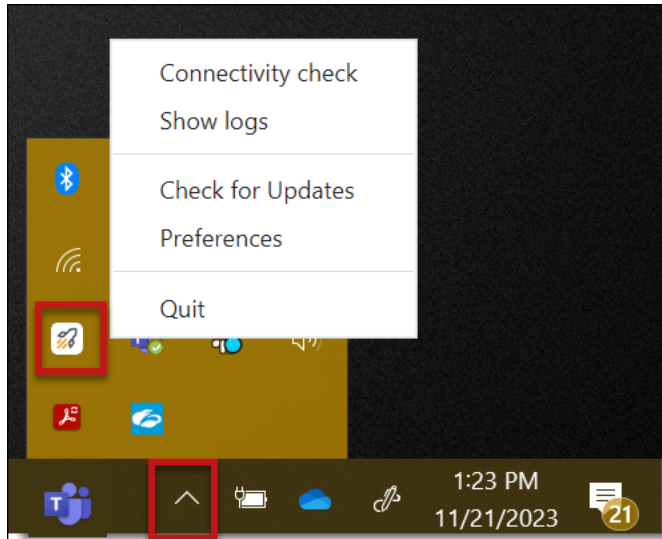 Connectivity check
Show logs
Check for Updates
Preferences
Quit
T
1:23 PM
11/21/2023
21